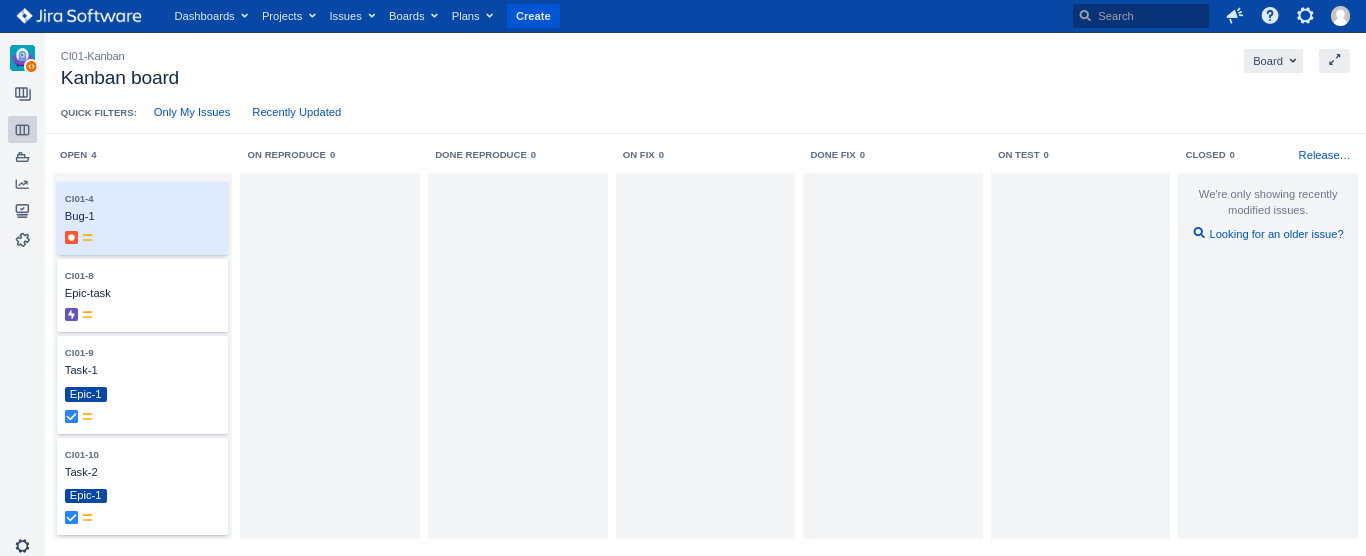 Jira Software Dashboards Projects Issues Boards Plans Create Search
CI01-Kanban
Kanban board
Board
QUICK FILTERS: Only My Issues Recently Updated
OPEN 4 ON REPRODUCE 0 DONE REPRODUCE 0 ON FIX 0 DONE FIX 0 ON TEST 0 CLOSED 0 Release…
We're only showing recently
modified issues.
Looking for an older issue?
CI01-4
Bug-1
CI01-8
Epic-task
CI01-9
Task-1
Epic-1
CI01-10
Task-2
Epic-1